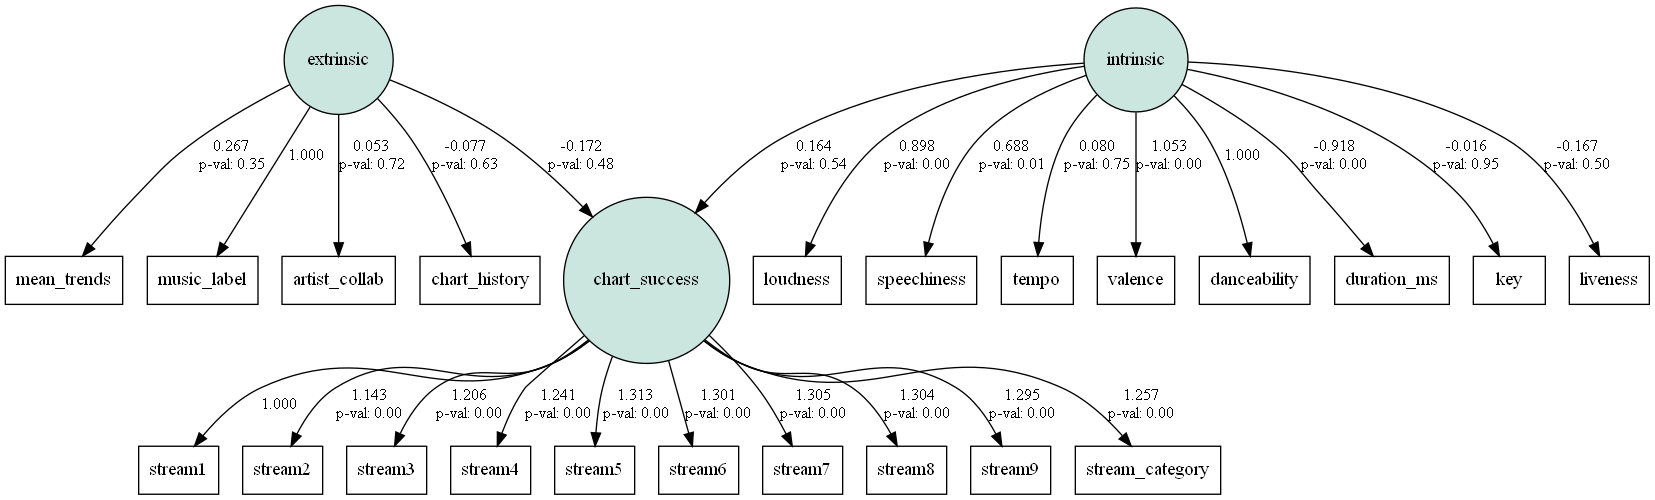 extrinsic
intrinsic
0.267
p-val: 0.35
1.000
0.053
p-val: 0.72
-0.077
p-val: 0.63
-0.172
p-val: 0.48
0.164
p-val: 0.54
0.898
p-val: 0.00
0.688
p-val: 0.01
0.080
p-val: 0.75
1.053
p-val: 0.00
1.000
-0.918
p-val: 0.00
-0.016
p-val: 0.95
-0.167
p-val: 0.50
mean_trends
music_label
artist_collab
chart_history
chart_success
loudness
speechiness
tempo
valence
danceability
duration_ms
key
liveness
1.000
1.143
p-val: 0.00
1.206
p-val: 0.00
1.241
p-val: 0.00
1.313
p-val: 0.00
1.301
p-val: 0.00
1.305
p-val: 0.00
1.304
p-val: 0.00
1.295
p-val: 0.00
1.257
p-val: 0.00
stream1
stream2
stream3
stream4
stream5
stream6
stream7
stream8
stream9
stream_category